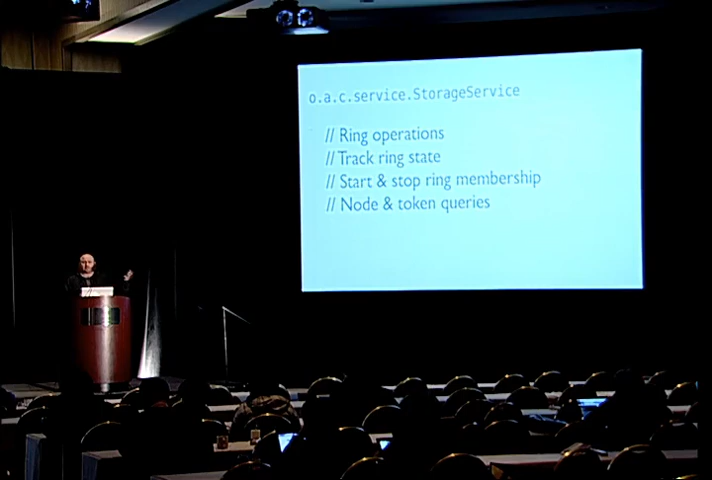 o.a.c.service.StorageService
// Ring operations
// Track ring state
// Start & stop ring membership
// Node & token queries